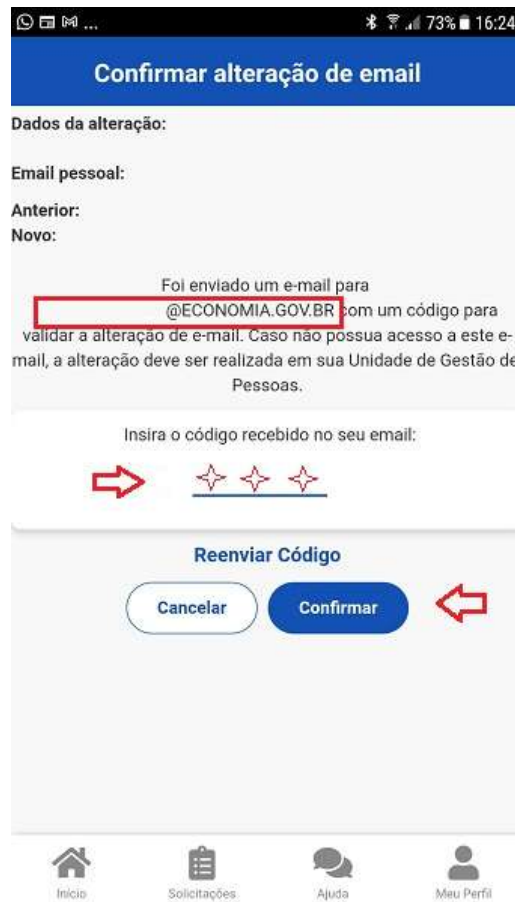 ... 73% 16:24
Confirmar alteração de email
Dados da alteração:
Email pessoal:
Anterior:
Novo:
Foi enviado um e-mail para
@ECONOMIA.GOV.BR com um código para
validar a alteração de e-mail. Caso não possua acesso a este e-
mail, a alteração deve ser realizada em sua Unidade de Gestão de
Pessoas.
Insira o código recebido no seu email:
Reenviar Código
Cancelar Confirmar
Início Solicitações Ajuda Meu Perfil